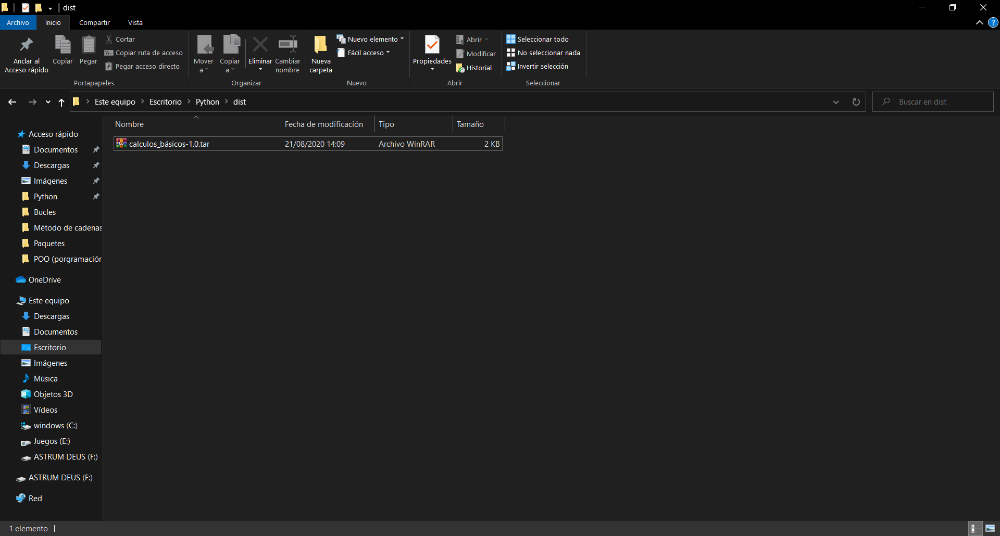 dist
Archivo Inicio Compartir Vista
Anclar al Acceso rápido
Copiar
Pegar
Cortar
Copiar ruta de acceso
Pegar acceso directo
Portapapeles
Mover a
Copiar a
Eliminar
Cambiar nombre
Organizar
Nueva carpeta
Nuevo elemento
Fácil acceso
Nuevo
Propiedades
Abrir
Modificar
Historial
Abrir
Seleccionar todo
No seleccionar nada
Invertir selección
Seleccionar
Este equipo > Escritorio > Python > dist
Buscar en dist
Nombre Fecha de modificación Tipo Tamaño
calculos_básicos-1.0.tar 21/08/2020 14:09 Archivo WinRAR 2 KB
Acceso rápido
Documentos
Descargas
Imágenes
Python
Bucles
Método de cadenas
Paquetes
POO (porgramación
OneDrive
Este equipo
Descargas
Documentos
Escritorio
Imágenes
Música
Objetos 3D
Vídeos
windows (C:)
Juegos (E:)
ASTRUM DEUS (F:)
ASTRUM DEUS (F:)
Red
1 elemento